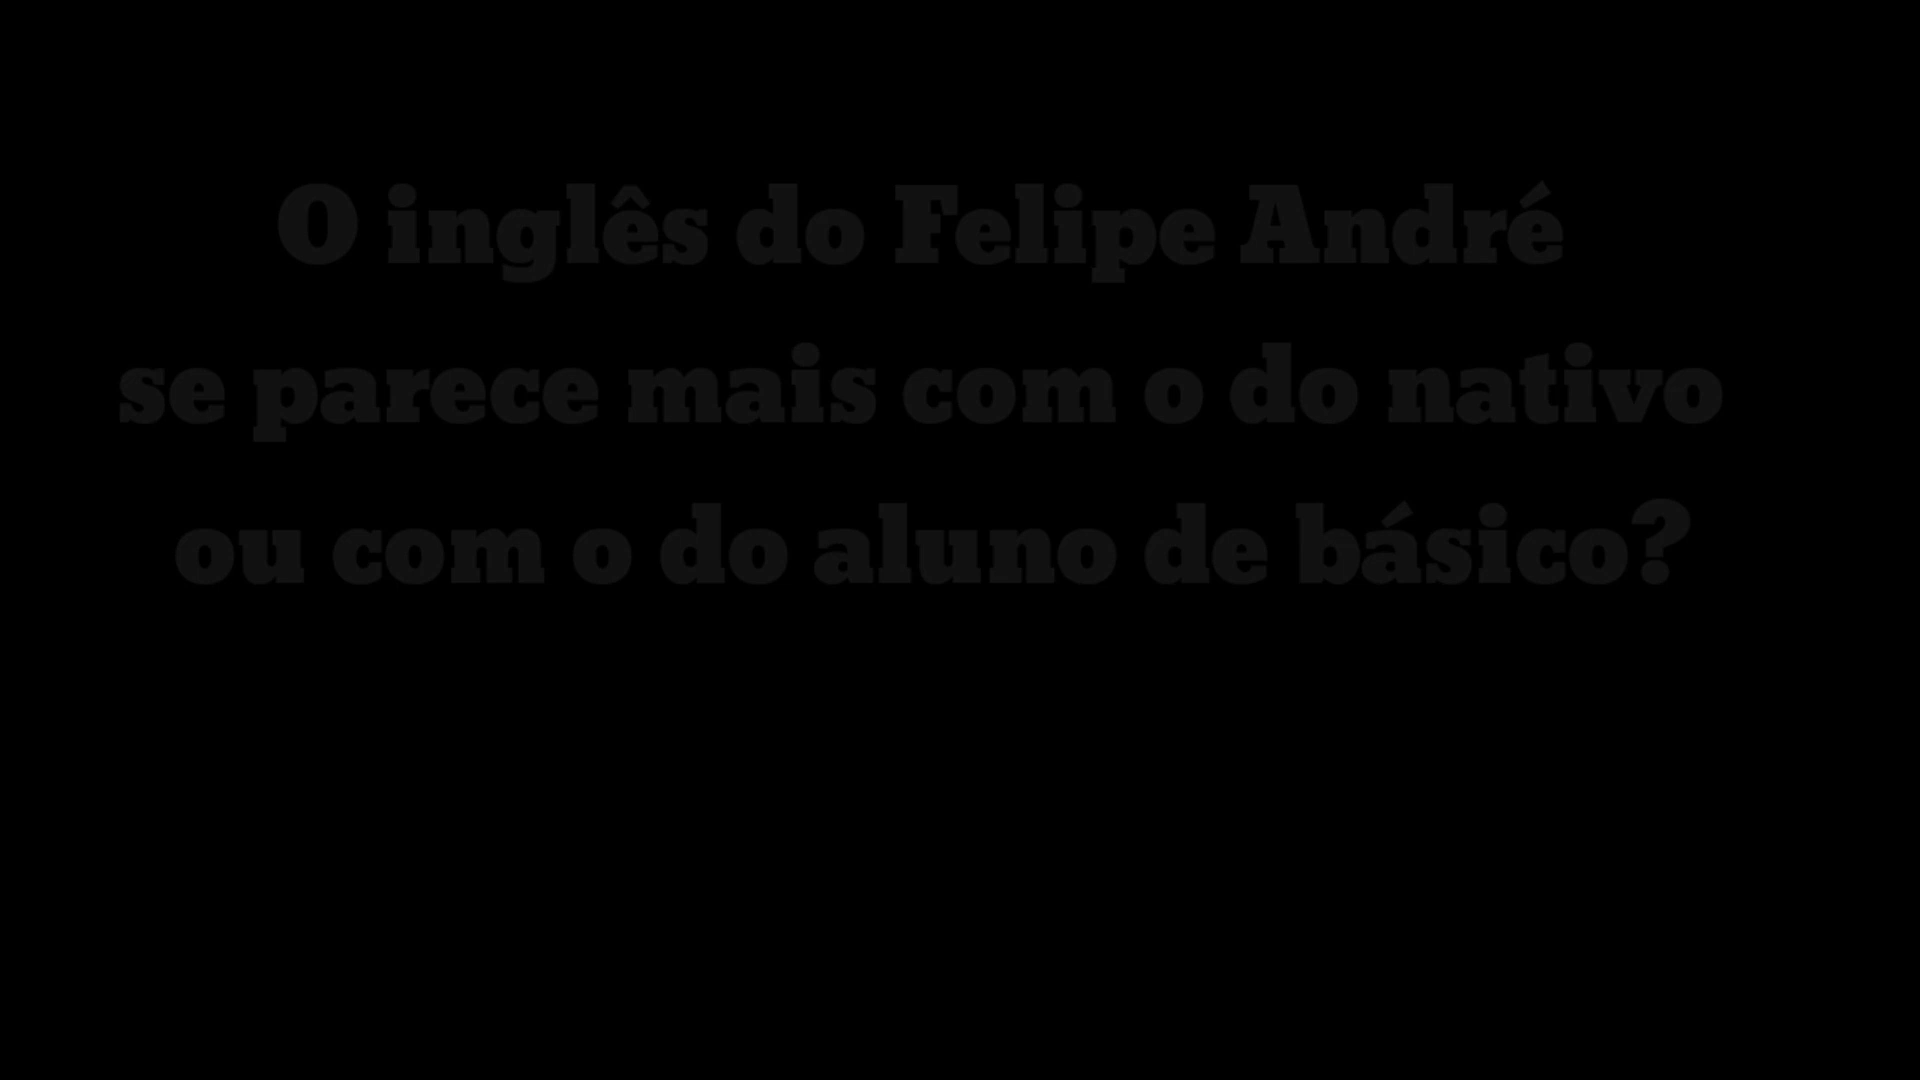 O inglês do Felipe André
se parece mais com o do nativo
ou com o do aluno de básico?